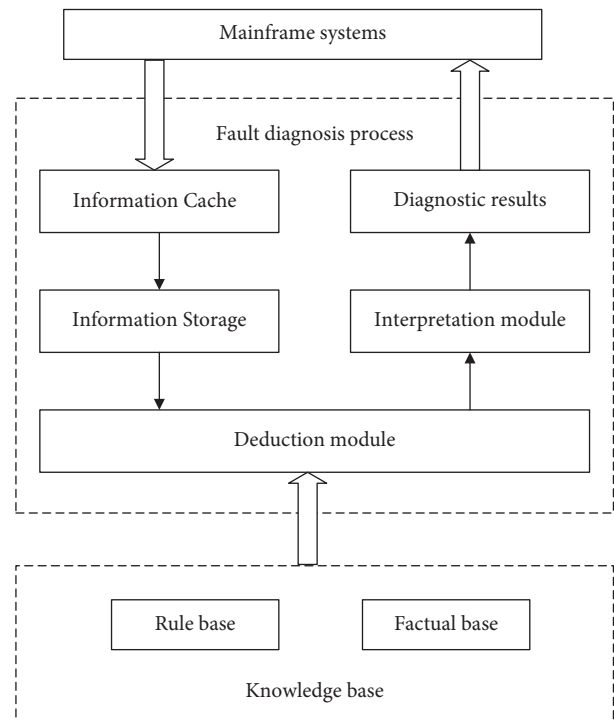 Mainframe systems
Fault diagnosis process
Information Cache
Diagnostic results
Information Storage
Interpretation module
Deduction module
Rule base
Factual base
Knowledge base